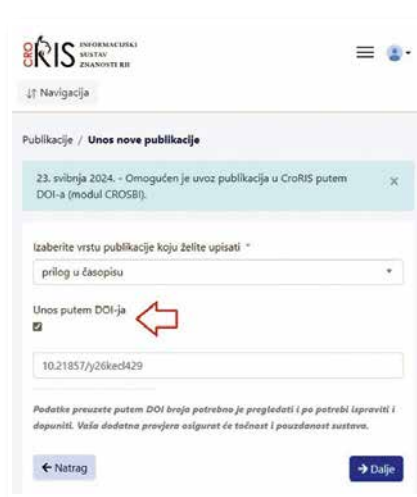 CRORIS INFORMACIJSKI
SUSTAV
ZNANOSTI RH
Navigacija
Publikacije / Unos nove publikacije
23. svibnja 2024. - Omogućen je uvoz publikacija u CroRIS putem
DOI-a (modul CROSBI).
×
Izaberite vrstu publikacije koju želite upisati *
prilog u časopisu
Unos putem DOI-ja
10.21857/y26kecl429
Podatke preuzete putem DOI broja potrebno je pregledati i po potrebi ispraviti i
dopuniti. Vaša dodatna provjera osigurat će točnost i pouzdanost sustava.
← Natrag
→ Dalje